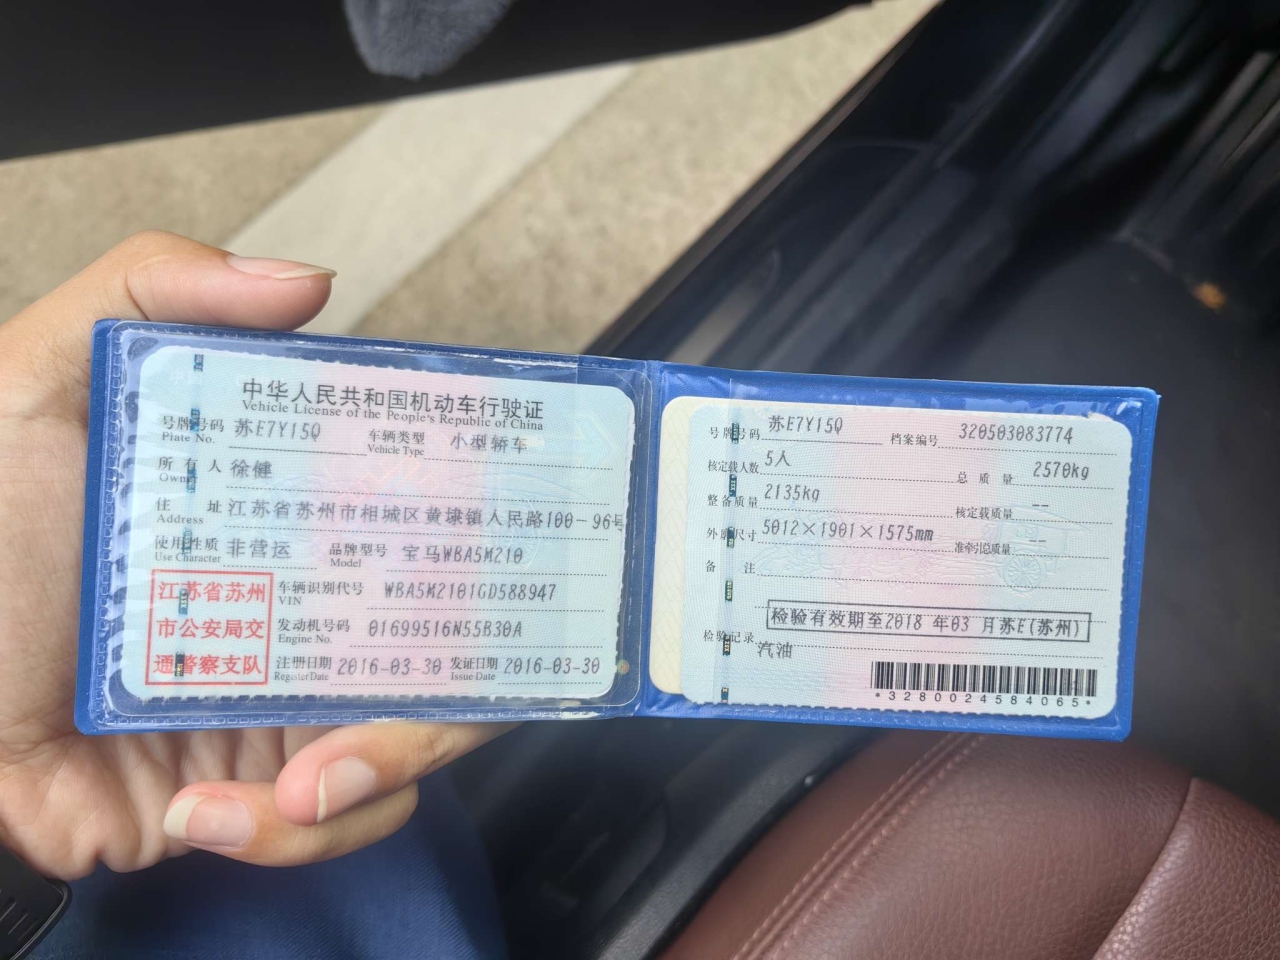 中华人民共和国机动车行驶证
Vehicle License of the People's Republic of China
号牌号码 苏E7Y15Q 车辆类型 小型轿车
Plate No. Vehicle Type
所有人 徐健
Owner
住址 江苏省苏州市相城区黄埭镇人民路100-96号
Address
使用性质 非营运 品牌型号 宝马WBA5M210
Use Character Model
江苏省苏州
市公安局交
通警察支队
车辆识别代号 WBA5M2101GD588947
VIN
发动机号码 01699516N55B30A
Engine No.
注册日期 2016-03-30 发证日期 2016-03-30
Register Date Issue Date
号牌号码 苏E7Y15Q 档案编号 320503083774
核定载人数 5人 总质量 2570kg
整备质量 2135kg 核定载质量 --
外廓尺寸 5012×1901×1575mm 准牵引总质量 --
备注
检验记录 检验有效期至2018年03月苏E(苏州)
汽油
*3280024584065*